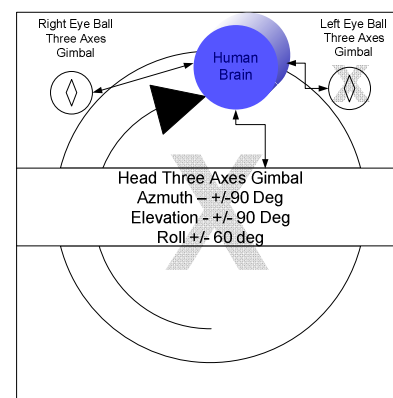 Right Eye Ball
Three Axes
Gimbal
Human
Brain
Left Eye Ball
Three Axes
Gimbal
Head Three Axes Gimbal
Azmuth – +/-90 Deg
Elevation - +/- 90 Deg
Roll +/- 60 deg